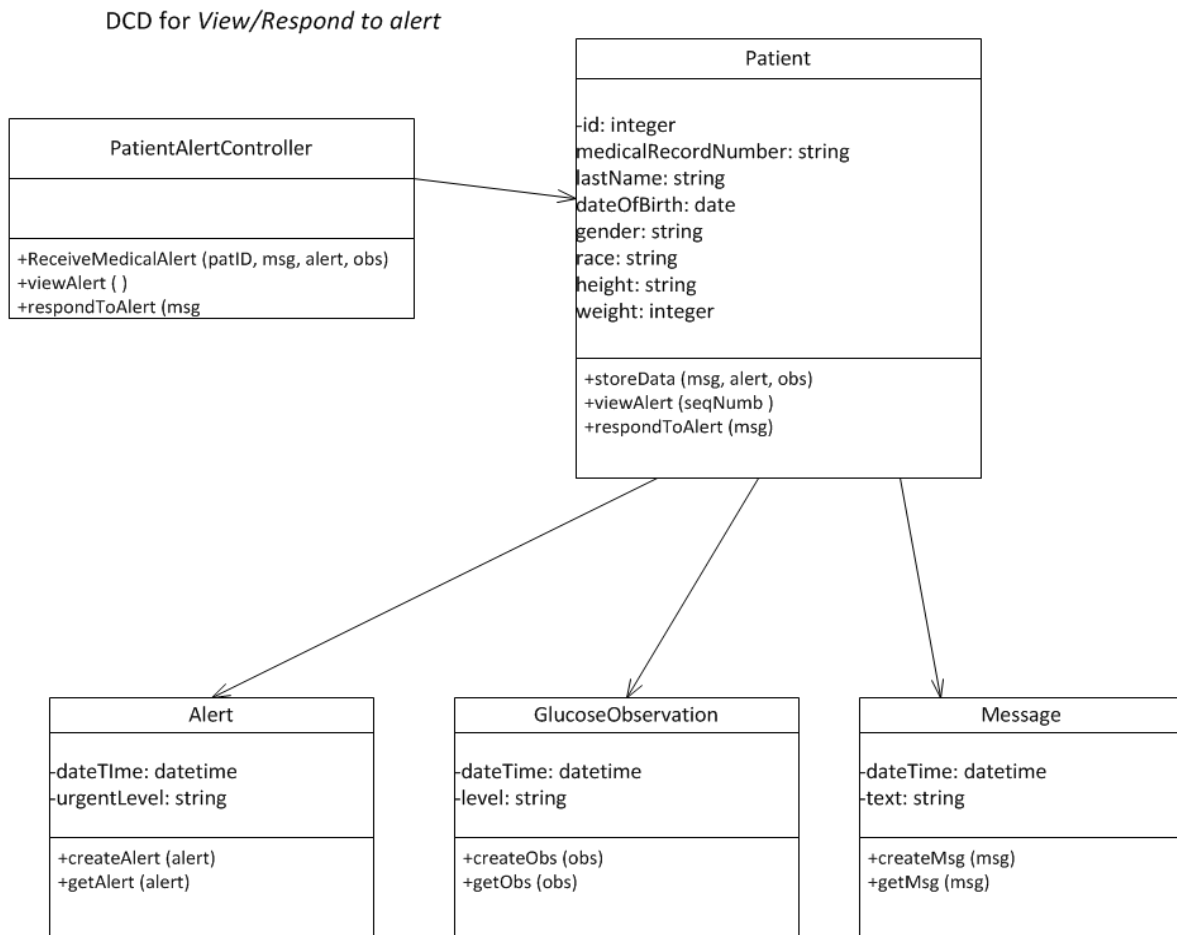 DCD for View/Respond to alert
Patient
-id: integer
medicalRecordNumber: string
lastName: string
dateOfBirth: date
gender: string
race: string
height: string
weight: integer
+storeData (msg, alert, obs)
+viewAlert (seqNumb )
+respondToAlert (msg)
PatientAlertController
+ReceiveMedicalAlert (patID, msg, alert, obs)
+viewAlert ( )
+respondToAlert (msg
Alert
-dateTIme: datetime
-urgentLevel: string
+createAlert (alert)
+getAlert (alert)
GlucoseObservation
-dateTime: datetime
-level: string
+createObs (obs)
+getObs (obs)
Message
-dateTime: datetime
-text: string
+createMsg (msg)
+getMsg (msg)